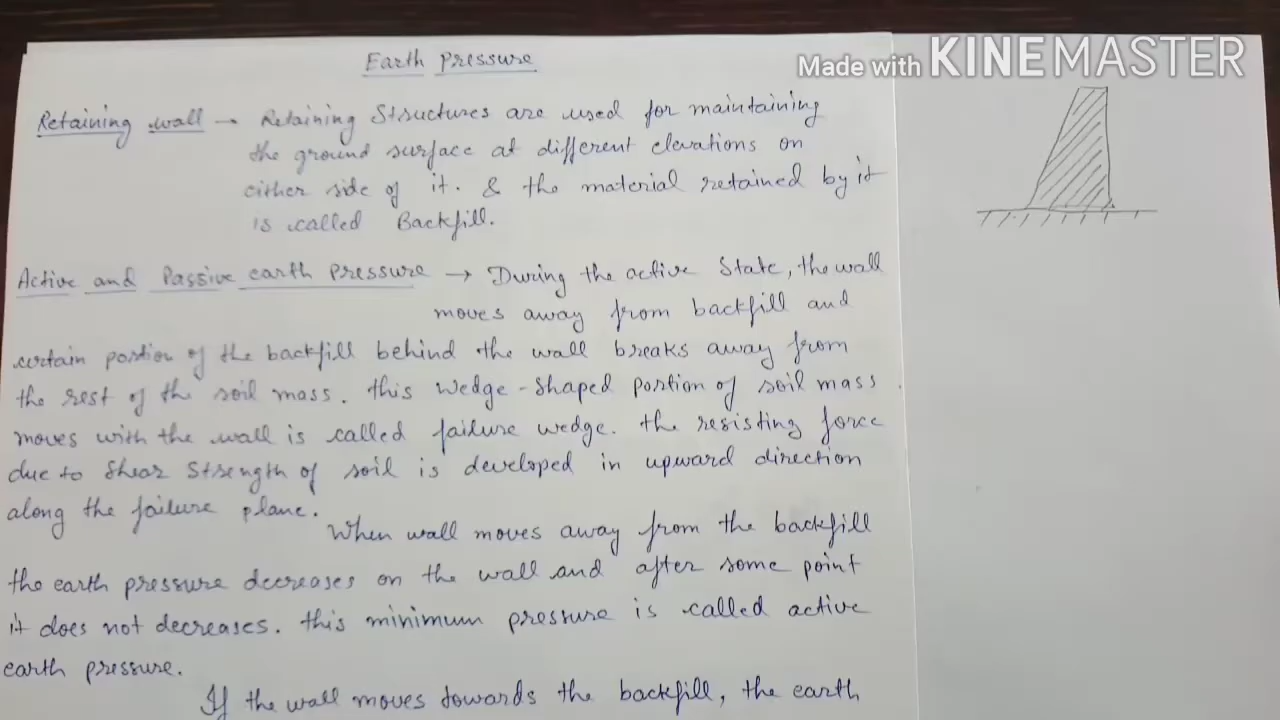 Earth Pressure
Made with KINEMASTER
Retaining wall → Retaining Structures are used for maintaining
the ground surface at different elevations on
either side of it. & the material retained by it
is called Backfill.
Active and Passive earth pressure → During the active State, the wall
moves away from backfill and
certain portion of the backfill behind the wall breaks away from
the rest of the soil mass. this wedge-shaped portion of soil mass
moves with the wall is called failure wedge. the resisting force
due to Shear Strength of soil is developed in upward direction
along the failure plane.
When wall moves away from the backfill
the earth pressure decreases on the wall and after some point
it does not decreases. this minimum pressure is called active
earth pressure.
If the wall moves towards the backfill, the earth